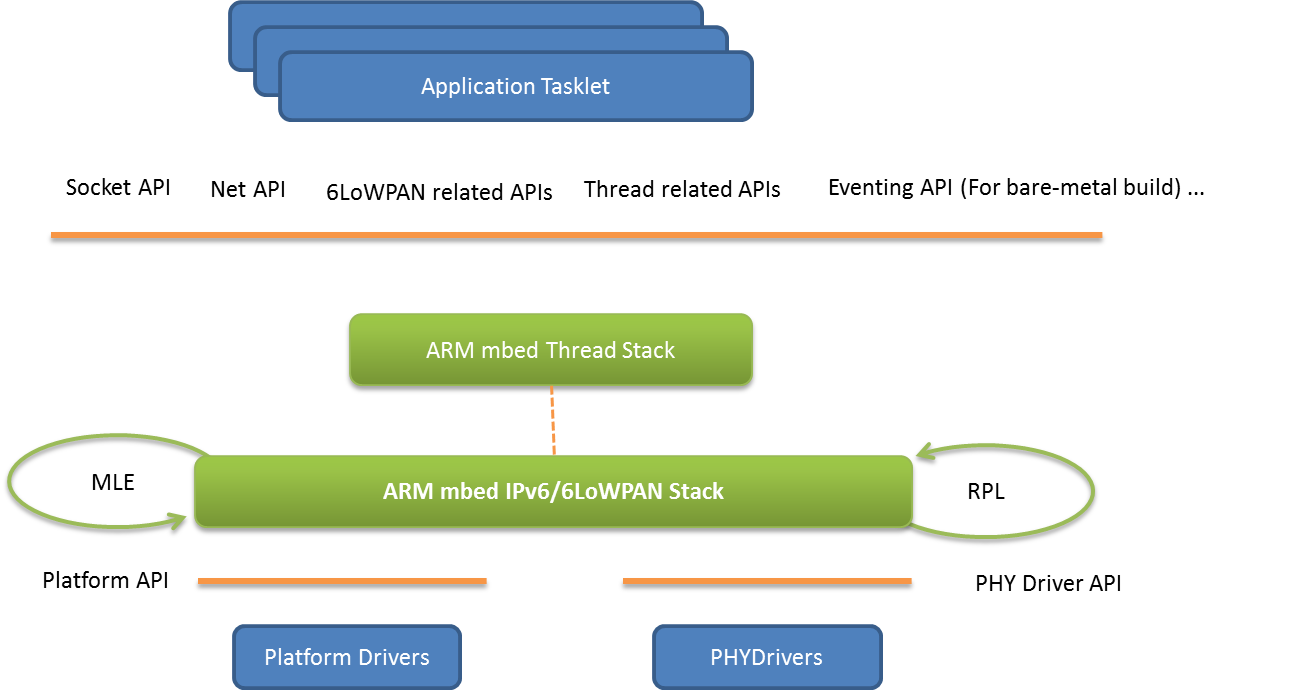 Application Tasklet
Socket API
Net API
6LoWPAN related APIs
Thread related APIs
Eventing API (For bare-metal build) ...
ARM mbed Thread Stack
MLE
ARM mbed IPv6/6LoWPAN Stack
RPL
Platform API
PHY Driver API
Platform Drivers
PHYDrivers